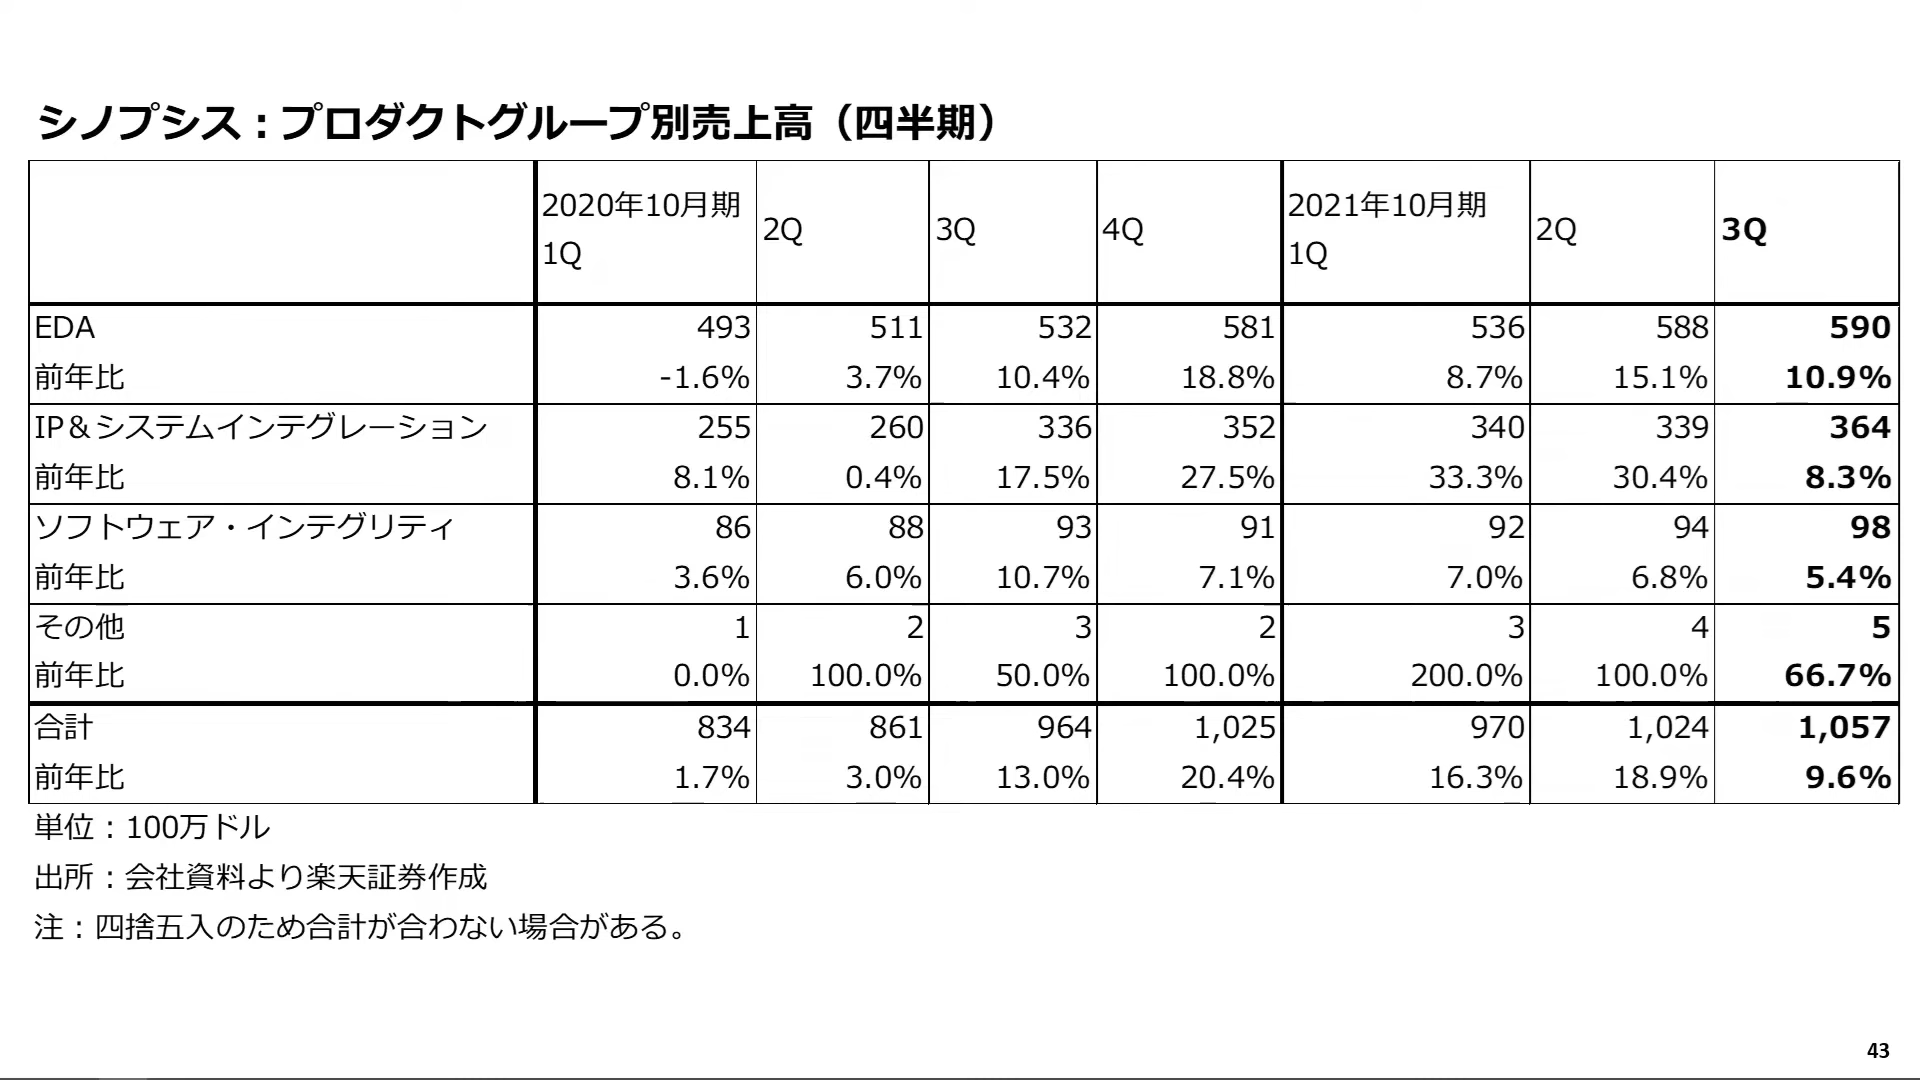 シノプシス：プロダクトグループ別売上高（四半期）
2020年10月期 1Q 2Q 3Q 4Q 2021年10月期 1Q 2Q 3Q
EDA 493 511 532 581 536 588 590
前年比 -1.6% 3.7% 10.4% 18.8% 8.7% 15.1% 10.9%
IP＆システムインテグレーション 255 260 336 352 340 339 364
前年比 8.1% 0.4% 17.5% 27.5% 33.3% 30.4% 8.3%
ソフトウェア・インテグリティ 86 88 93 91 92 94 98
前年比 3.6% 6.0% 10.7% 7.1% 7.0% 6.8% 5.4%
その他 1 2 3 2 3 4 5
前年比 0.0% 100.0% 50.0% 100.0% 200.0% 100.0% 66.7%
合計 834 861 964 1,025 970 1,024 1,057
前年比 1.7% 3.0% 13.0% 20.4% 16.3% 18.9% 9.6%
単位：100万ドル
出所：会社資料より楽天証券作成
注：四捨五入のため合計が合わない場合がある。
43